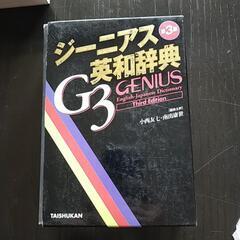 ジーニアス
第3版
英和辞典
G3
GENIUS
English-Japanese Dictionary
Third Edition
小西友七・南出康世
TAISHUKAN